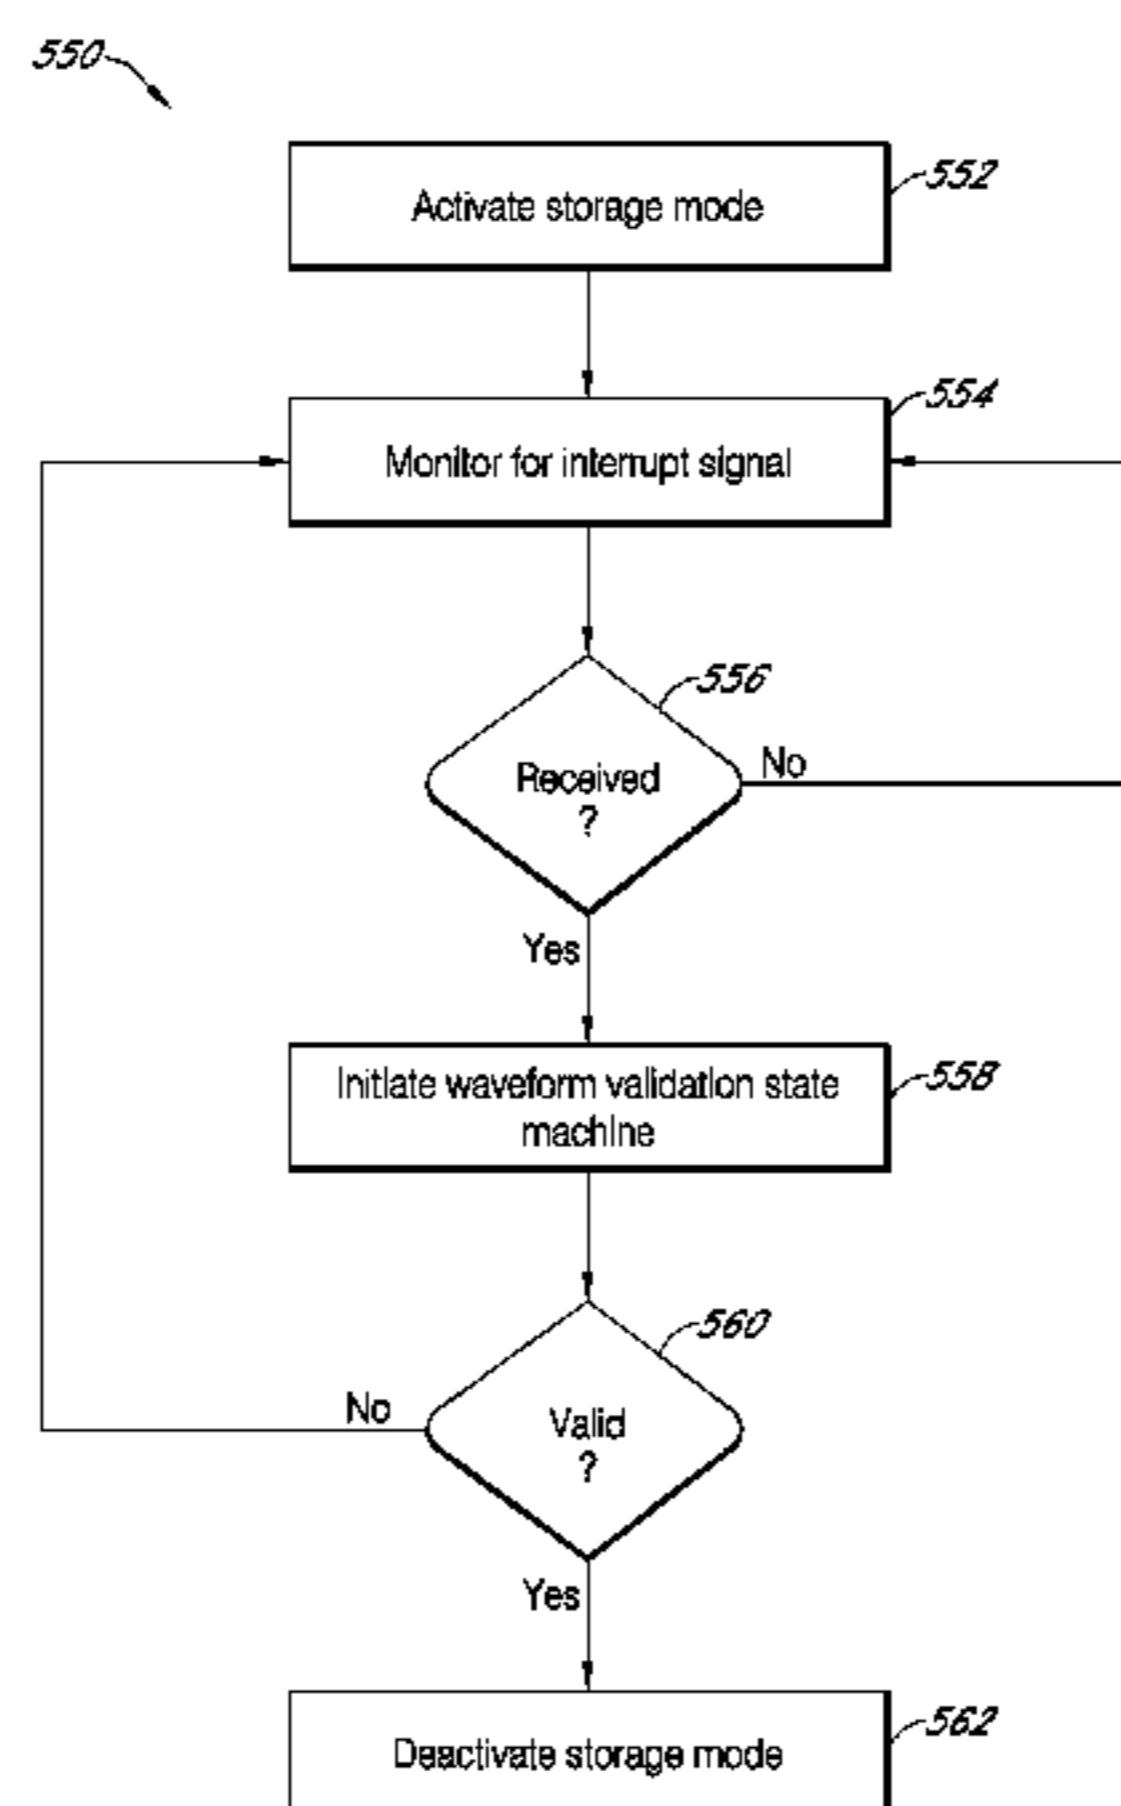 550
Activate storage mode
552
Monitor for interrupt signal
554
556
Received
?
No
Yes
Initiate waveform validation state
machine
558
560
No
Valid
?
Yes
Deactivate storage mode
562